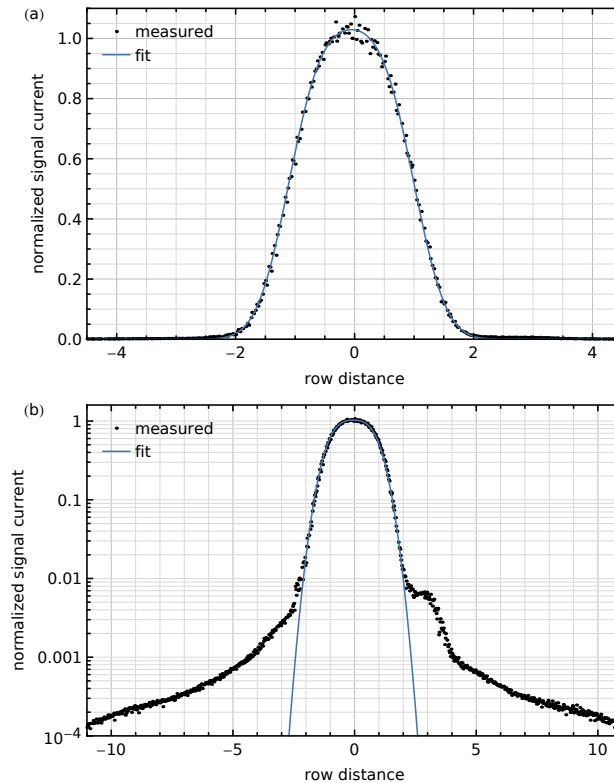 (a)
measured
fit
1.0
0.8
0.6
0.4
0.2
0.0
normalized signal current
−4 −2 0 2 4
row distance
(b)
measured
fit
1
0.1
0.01
0.001
10⁻⁴
normalized signal current
−10 −5 0 5 10
row distance